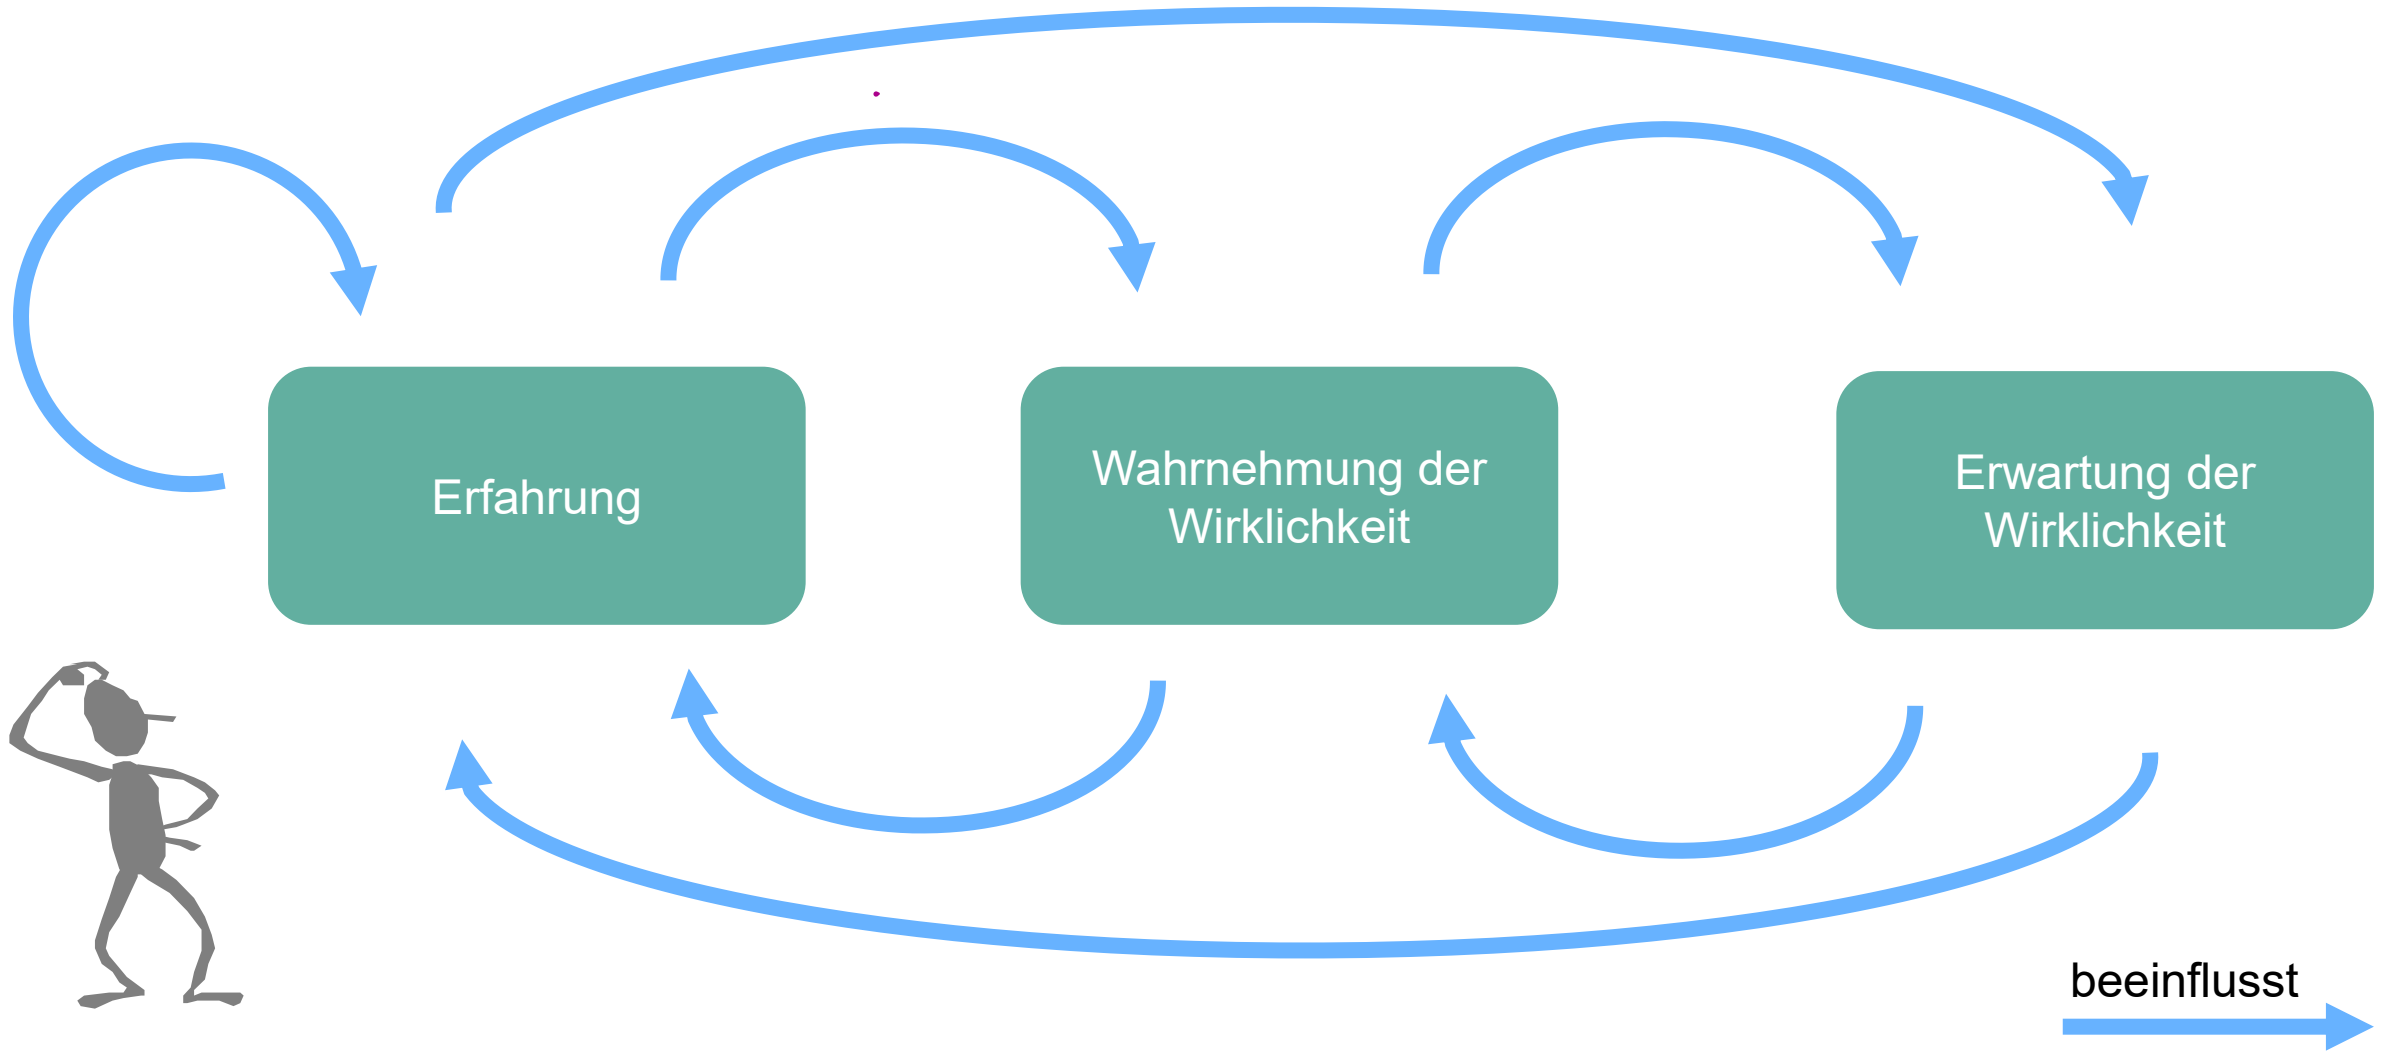 Erfahrung
Wahrnehmung der
Wirklichkeit
Erwartung der
Wirklichkeit
beeinflusst